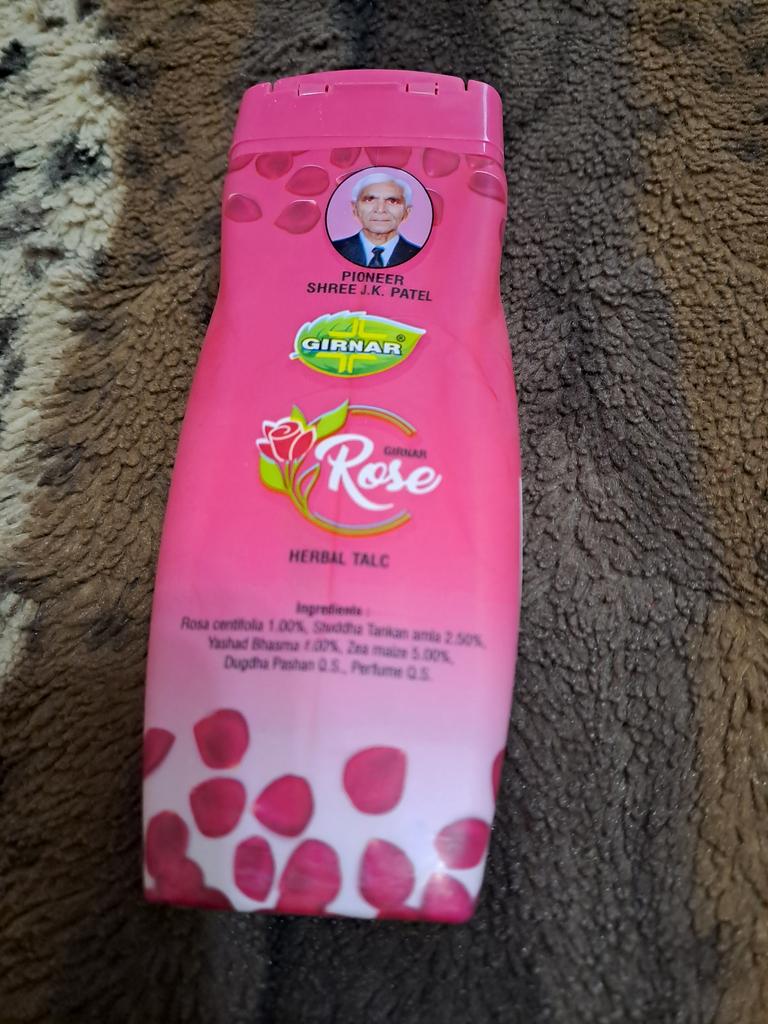 PIONEER
SHREE J.K. PATEL
GIRNAR®
GIRNAR
Rose
HERBAL TALC
Ingredients :
Rosa centifolia 1.00%, Shuddha Tankan amla 2.50%,
Yashad Bhasma 1.00%, Zea maize 5.00%,
Dugdha Pashan Q.S., Perfume Q.S.